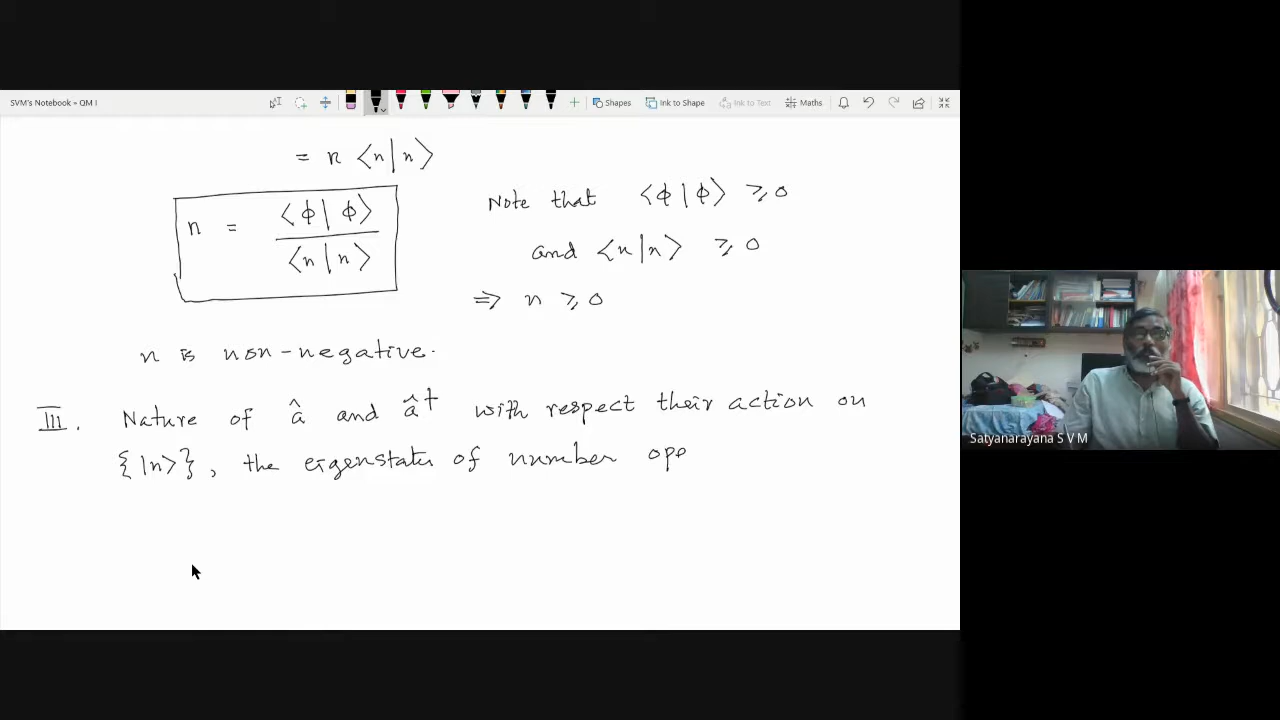 SVM's Notebook » QM I
Shapes
Ink to Shape
Ink to Text
Maths
= n ⟨n|n⟩
n = ⟨ϕ|ϕ⟩ / ⟨n|n⟩
Note that ⟨ϕ|ϕ⟩ ⩾ 0
and ⟨n|n⟩ ⩾ 0
⇒ n ⩾ 0
n is non-negative.
III. Nature of â and â† with respect their action on
{|n⟩}, the eigenstates of number ope
Satyanarayana S V M